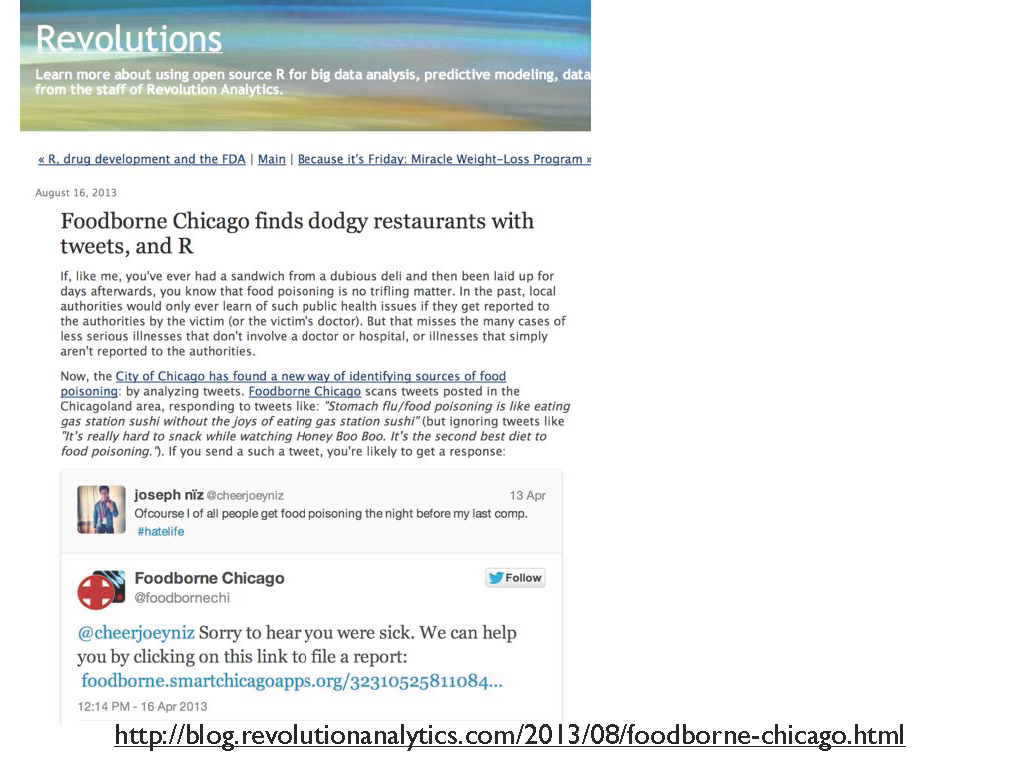 Revolutions
Learn more about using open source R for big data analysis, predictive modeling, data
from the staff of Revolution Analytics.
« R, drug development and the FDA | Main | Because it's Friday: Miracle Weight-Loss Program »
August 16, 2013
Foodborne Chicago finds dodgy restaurants with
tweets, and R
If, like me, you've ever had a sandwich from a dubious deli and then been laid up for
days afterwards, you know that food poisoning is no trifling matter. In the past, local
authorities would only ever learn of such public health issues if they get reported to
the authorities by the victim (or the victim's doctor). But that misses the many cases of
less serious illnesses that don't involve a doctor or hospital, or illnesses that simply
aren't reported to the authorities.
Now, the City of Chicago has found a new way of identifying sources of food
poisoning: by analyzing tweets. Foodborne Chicago scans tweets posted in the
Chicagoland area, responding to tweets like: "Stomach flu/food poisoning is like eating
gas station sushi without the joys of eating gas station sushi" (but ignoring tweets like
"It's really hard to snack while watching Honey Boo Boo. It's the second best diet to
food poisoning."). If you send a such a tweet, you're likely to get a response:
joseph nïz @cheerjoeyniz 13 Apr
Ofcourse I of all people get food poisoning the night before my last comp.
#hatelife
Foodborne Chicago Follow
@foodbornechi
@cheerjoeyniz Sorry to hear you were sick. We can help
you by clicking on this link to file a report:
foodborne.smartchicagoapps.org/32310525811084...
12:14 PM - 16 Apr 2013
http://blog.revolutionanalytics.com/2013/08/foodborne-chicago.html